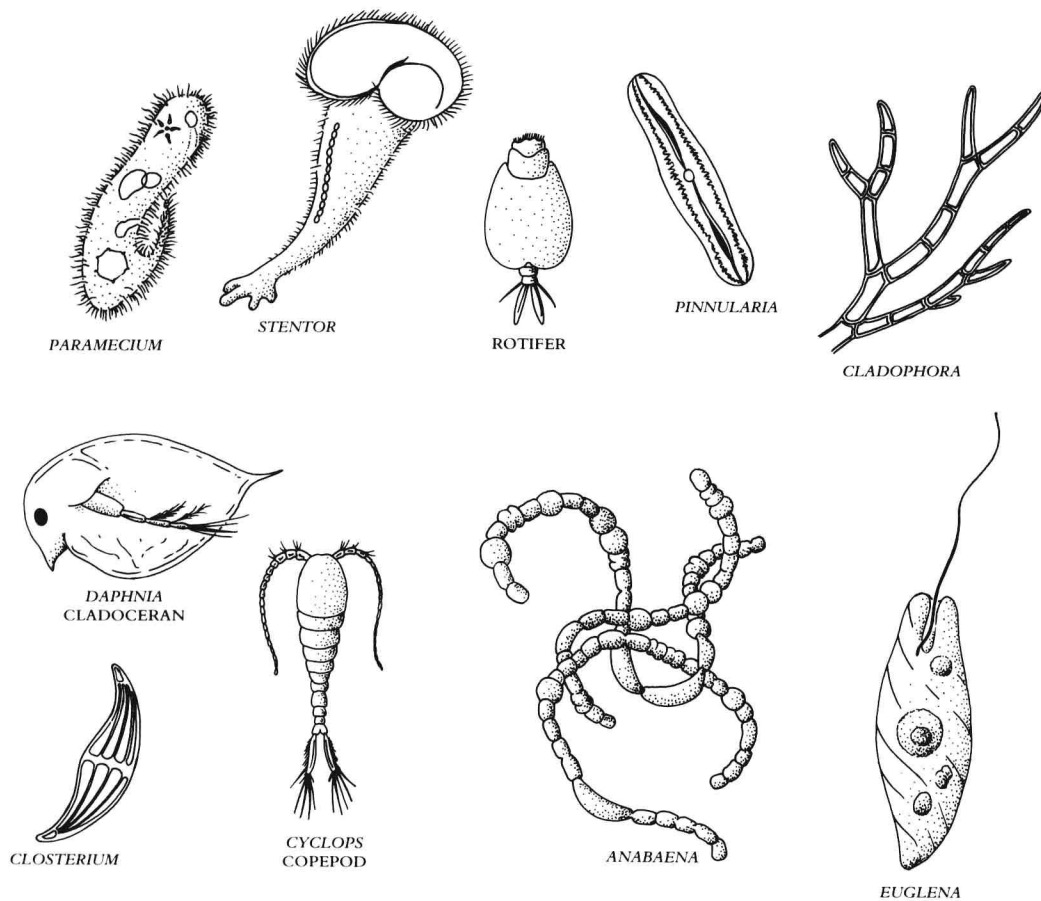 PARAMECIUM
STENTOR
ROTIFER
PINNULARIA
CLADOPHORA
DAPHNIA
CLADOCERAN
CLOSTERIUM
CYCLOPS
COPEPOD
ANABAENA
EUGLENA